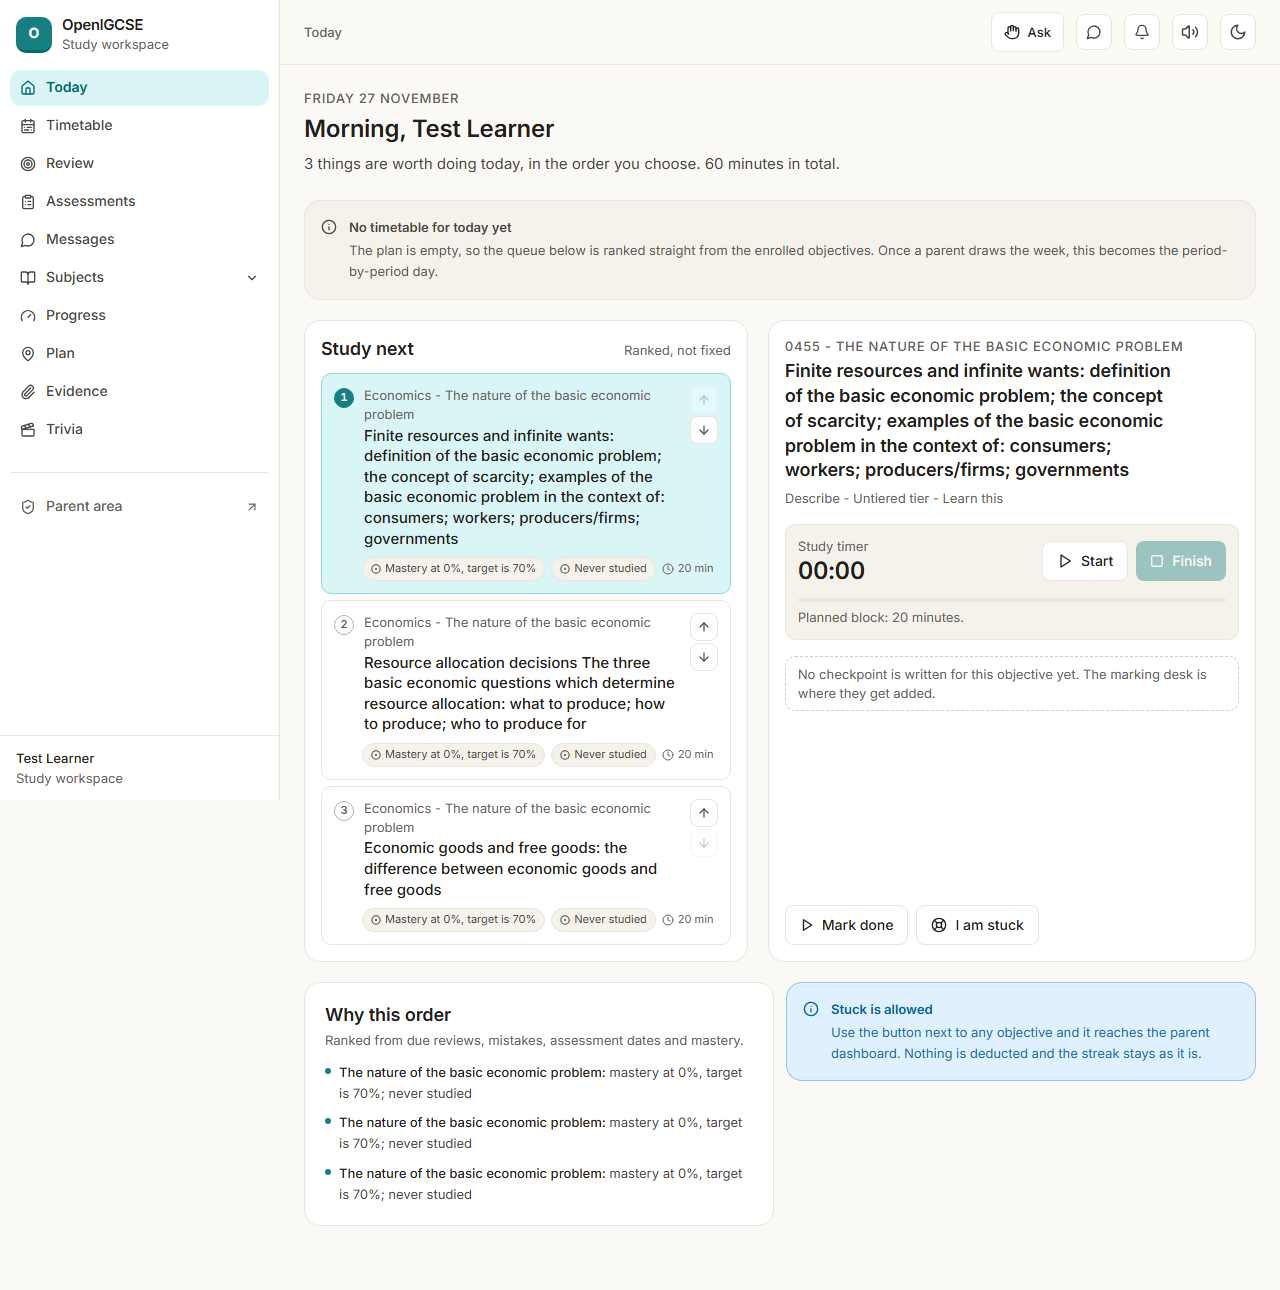 O
OpenIGCSE
Study workspace
Today
Timetable
Review
Assessments
Messages
Subjects
Progress
Plan
Evidence
Trivia
Parent area
Test Learner
Study workspace
Today
Ask
FRIDAY 27 NOVEMBER
Morning, Test Learner
3 things are worth doing today, in the order you choose. 60 minutes in total.
No timetable for today yet
The plan is empty, so the queue below is ranked straight from the enrolled objectives. Once a parent draws the week, this becomes the period-
by-period day.
Study next
Ranked, not fixed
1
Economics - The nature of the basic economic
problem
Finite resources and infinite wants:
definition of the basic economic problem;
the concept of scarcity; examples of the
basic economic problem in the context of:
consumers; workers; producers/firms;
governments
Mastery at 0%, target is 70%
Never studied
20 min
2
Economics - The nature of the basic economic
problem
Resource allocation decisions The three
basic economic questions which determine
resource allocation: what to produce; how
to produce; who to produce for
Mastery at 0%, target is 70%
Never studied
20 min
3
Economics - The nature of the basic economic
problem
Economic goods and free goods: the
difference between economic goods and
free goods
Mastery at 0%, target is 70%
Never studied
20 min
0455 - THE NATURE OF THE BASIC ECONOMIC PROBLEM
Finite resources and infinite wants: definition
of the basic economic problem; the concept
of scarcity; examples of the basic economic
problem in the context of: consumers;
workers; producers/firms; governments
Describe - Untiered tier - Learn this
Study timer
00:00
Start
Finish
Planned block: 20 minutes.
No checkpoint is written for this objective yet. The marking desk is
where they get added.
Mark done
I am stuck
Why this order
Ranked from due reviews, mistakes, assessment dates and mastery.
The nature of the basic economic problem: mastery at 0%, target
is 70%; never studied
The nature of the basic economic problem: mastery at 0%, target
is 70%; never studied
The nature of the basic economic problem: mastery at 0%, target
is 70%; never studied
Stuck is allowed
Use the button next to any objective and it reaches the parent
dashboard. Nothing is deducted and the streak stays as it is.